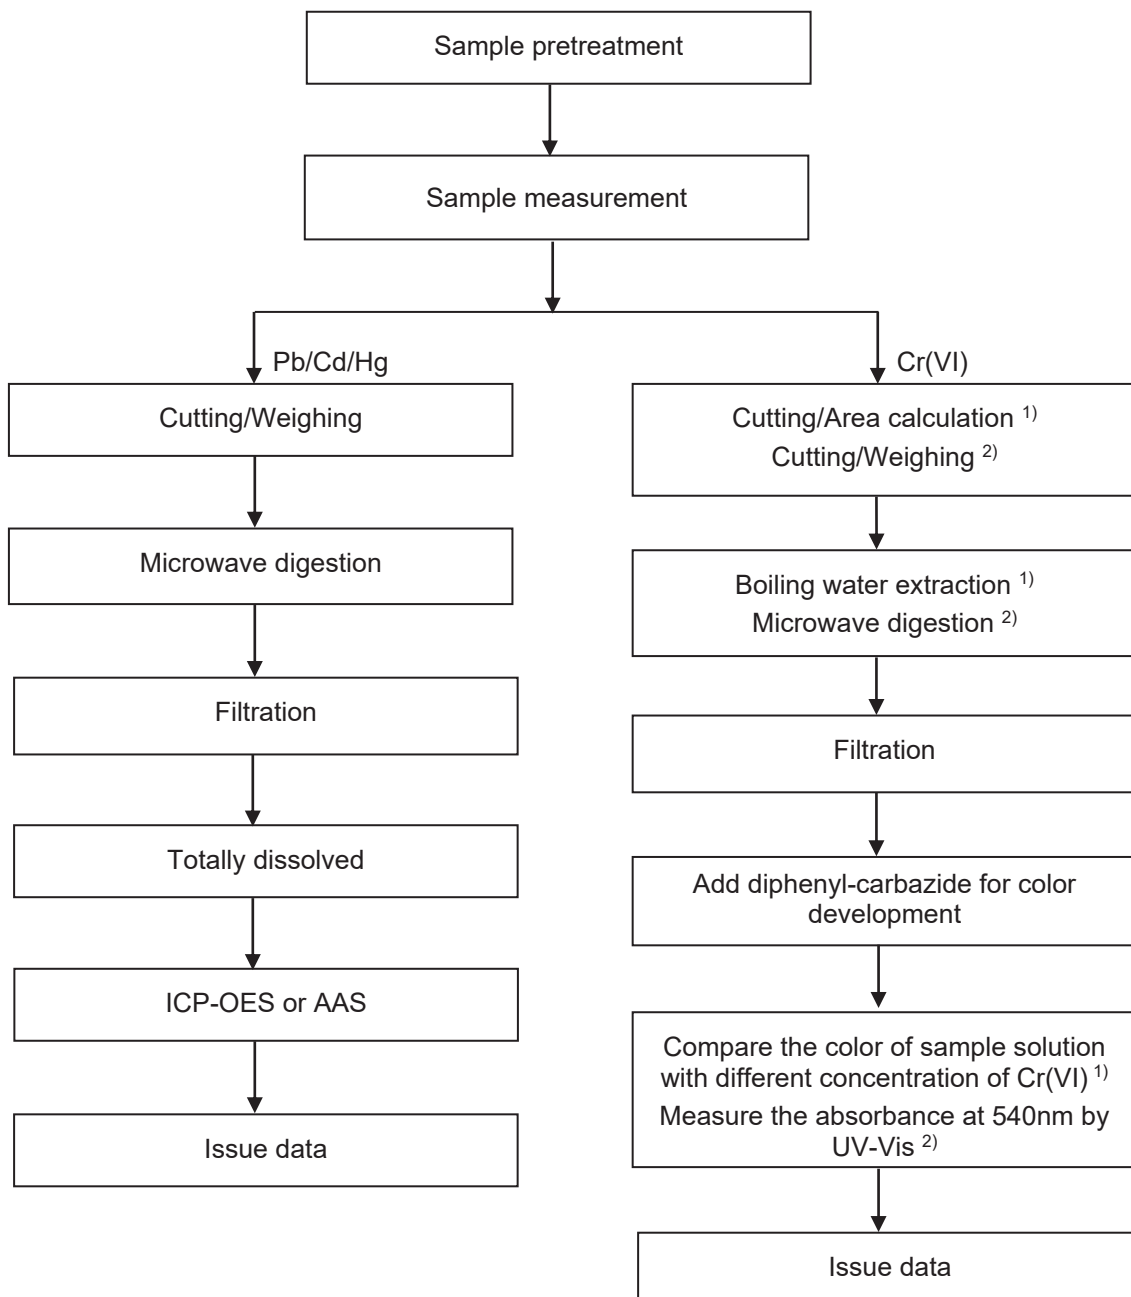 Sample pretreatment
Sample measurement
Pb/Cd/Hg
Cutting/Weighing
Microwave digestion
Filtration
Totally dissolved
ICP-OES or AAS
Issue data
Cr(VI)
Cutting/Area calculation 1)
Cutting/Weighing 2)
Boiling water extraction 1)
Microwave digestion 2)
Filtration
Add diphenyl-carbazide for color
development
Compare the color of sample solution
with different concentration of Cr(VI) 1)
Measure the absorbance at 540nm by
UV-Vis 2)
Issue data